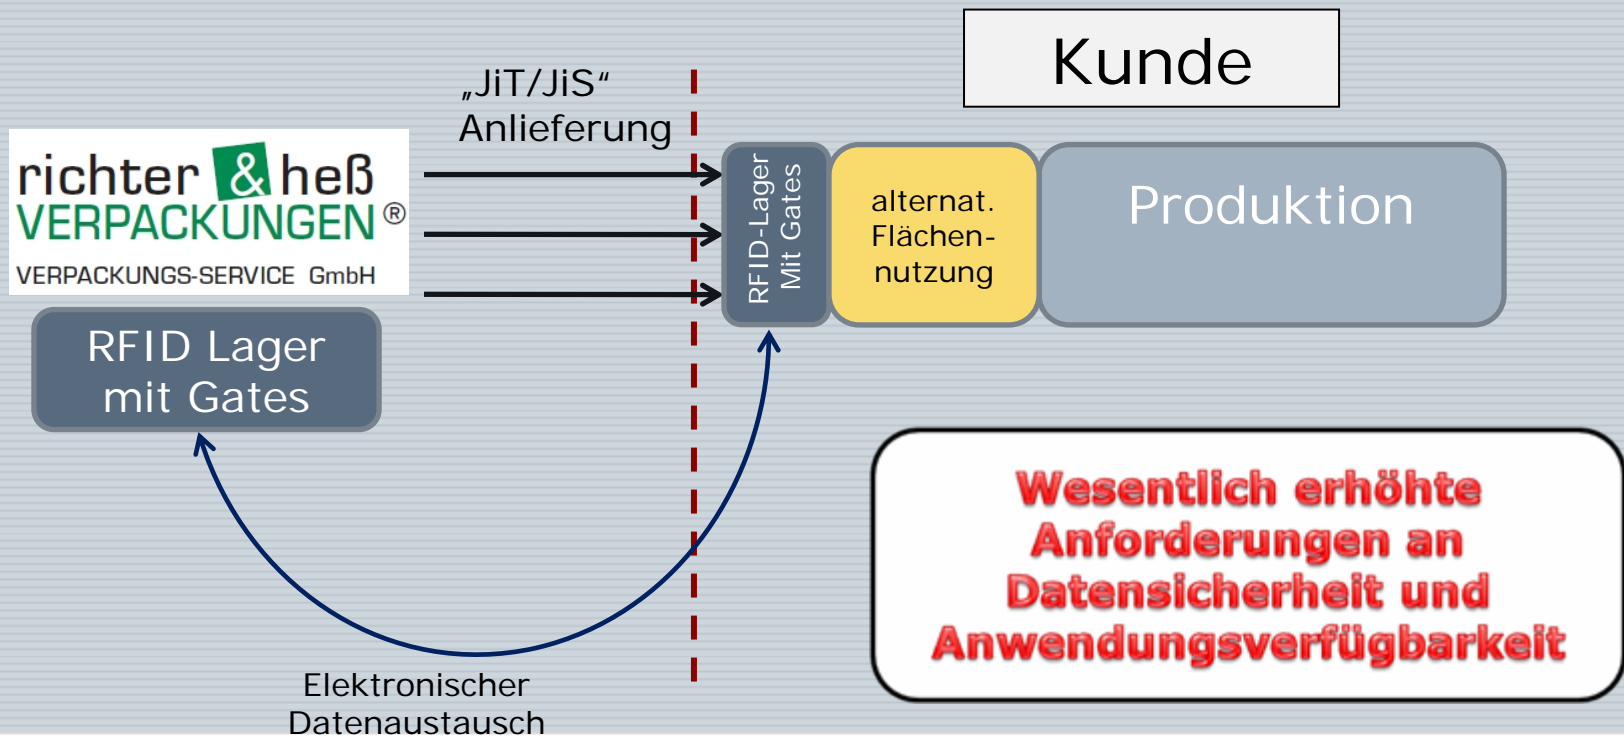 Kunde
„JiT/JiS“
Anlieferung
richter & heß
VERPACKUNGEN®
VERPACKUNGS-SERVICE GmbH
RFID Lager
mit Gates
RFID-Lager
Mit Gates
alternat.
Flächen-
nutzung
Produktion
Wesentlich erhöhte
Anforderungen an
Datensicherheit und
Anwendungsverfügbarkeit
Elektronischer
Datenaustausch